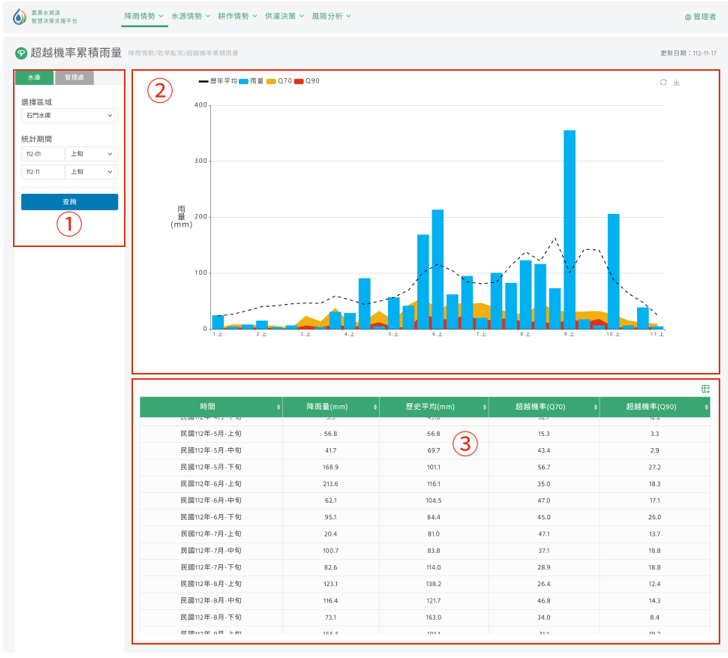 農業水資源
智慧決策支援平台
降雨情勢 水源情勢 耕作情勢 供灌決策 風險分析
管理者
超越機率累積雨量 降雨情勢/乾旱監測/超越機率累積雨量
更新日期：112-11-17
水庫 管理處
選擇區域
石門水庫
統計期間
112-01 上旬
112-11 上旬
查詢
①
②
歷年平均 雨量 Q70 Q90
雨量
(mm)
400
300
200
100
0
1.上 2.上 3.上 4.上 5.上 6.上 7.上 8.上 9.上 10.上 11.上
③
時間 降雨量(mm) 歷史平均(mm) 超越機率(Q70) 超越機率(Q90)
民國112年-5月-上旬 56.8 56.8 15.3 3.3
民國112年-5月-中旬 41.7 69.7 43.4 2.9
民國112年-5月-下旬 168.9 101.1 56.7 27.2
民國112年-6月-上旬 213.6 116.1 35.0 18.3
民國112年-6月-中旬 62.1 104.5 47.0 17.1
民國112年-6月-下旬 95.1 84.4 45.0 26.0
民國112年-7月-上旬 20.4 81.0 47.1 13.7
民國112年-7月-中旬 100.7 83.8 37.1 18.8
民國112年-7月-下旬 82.6 114.0 28.9 18.8
民國112年-8月-上旬 123.1 138.2 26.4 12.4
民國112年-8月-中旬 116.4 121.7 46.8 14.3
民國112年-8月-下旬 73.1 163.0 34.0 8.4